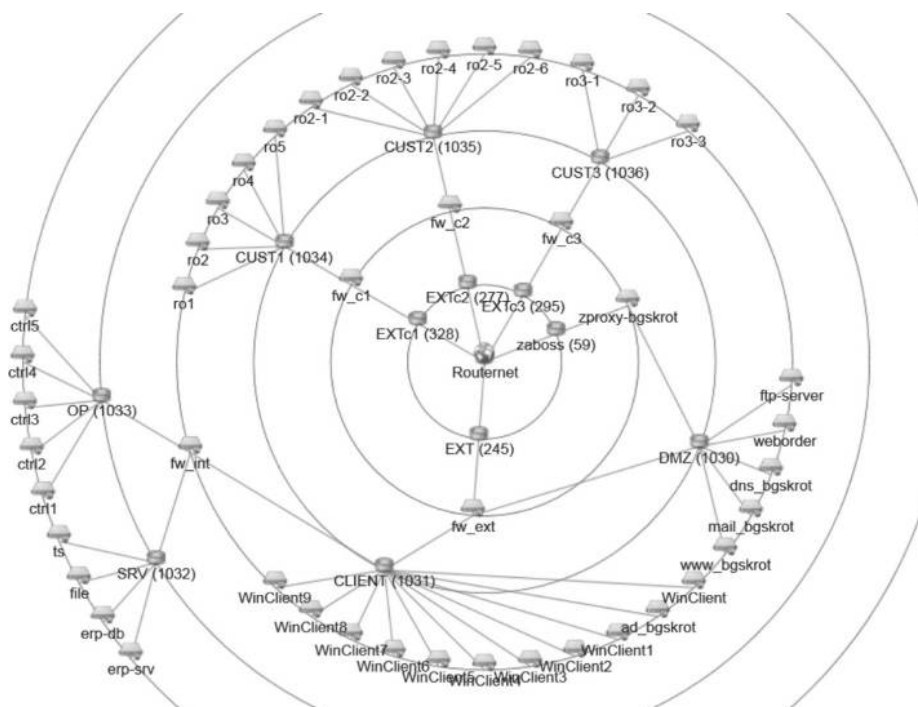 ro2-4
ro2-5
ro2-6
ro2-3
ro3-1
ro2-2
ro3-2
ro2-1
ro3-3
ro5
CUST2 (1035)
CUST3 (1036)
ro4
ro3
fw_c2
fw_c3
ro2
CUST1 (1034)
ro1
fw_c1
EXTc2 (277)
EXTc3 (295)
zproxy-bgskrot
EXTc1 (328)
zaboss (59)
ctrl5
Routernet
ctrl4
ftp-server
OP (1033)
ctrl3
weborder
EXT (245)
DMZ (1030)
ctrl2
fw_int
dns_bgskrot
ctrl1
fw_ext
mail_bgskrot
ts
www_bgskrot
SRV (1032)
CLIENT (1031)
file
WinClient9
WinClient
erp-db
WinClient8
ad_bgskrot
WinClient7
WinClient1
erp-srv
WinClient6
WinClient2
WinClient5
WinClient3
WinClient4